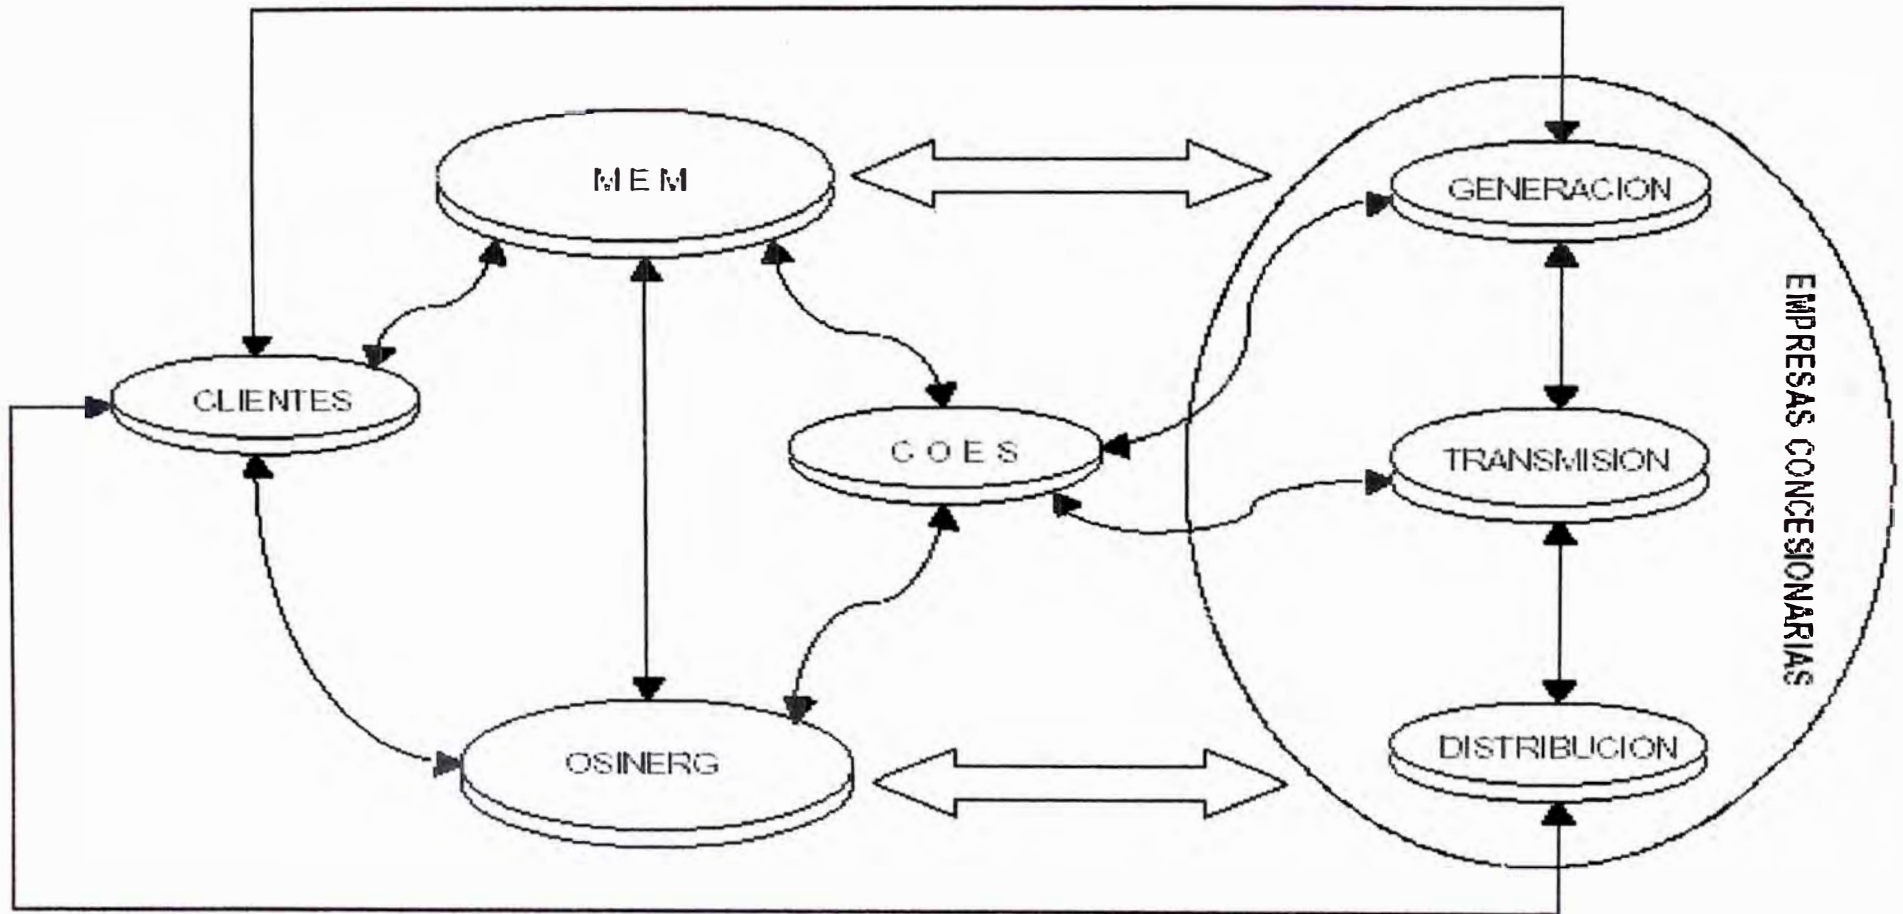 M E M
GENERACION
CLIENTES
C O E S
TRANSMISION
EMPRESAS CONCESIONARIAS
OSINERG
DISTRIBUCION